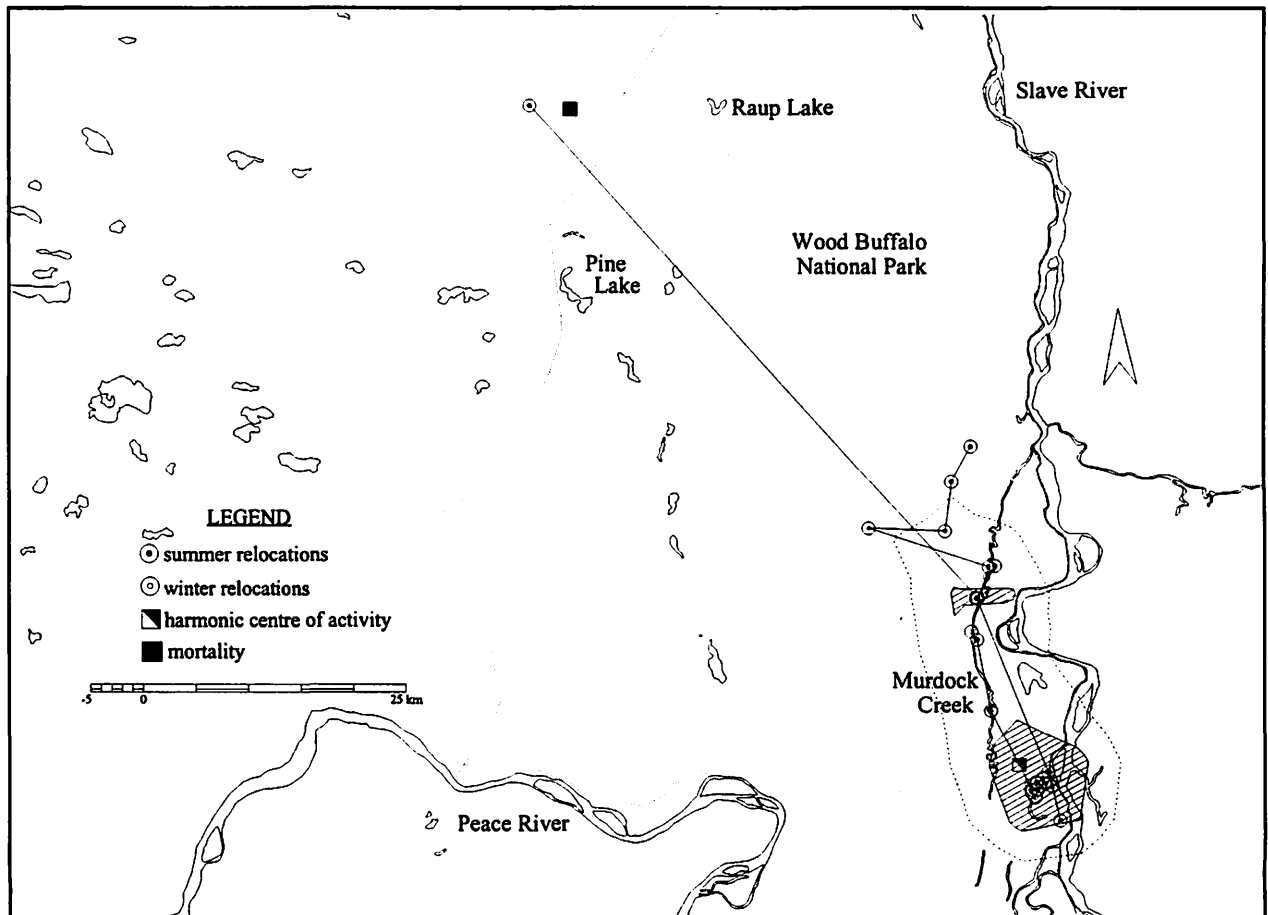 Slave River
Raup Lake
Wood Buffalo
National Park
Pine
Lake
LEGEND
summer relocations
winter relocations
harmonic centre of activity
mortality
-5 0 25 km
Murdock
Creek
Peace River